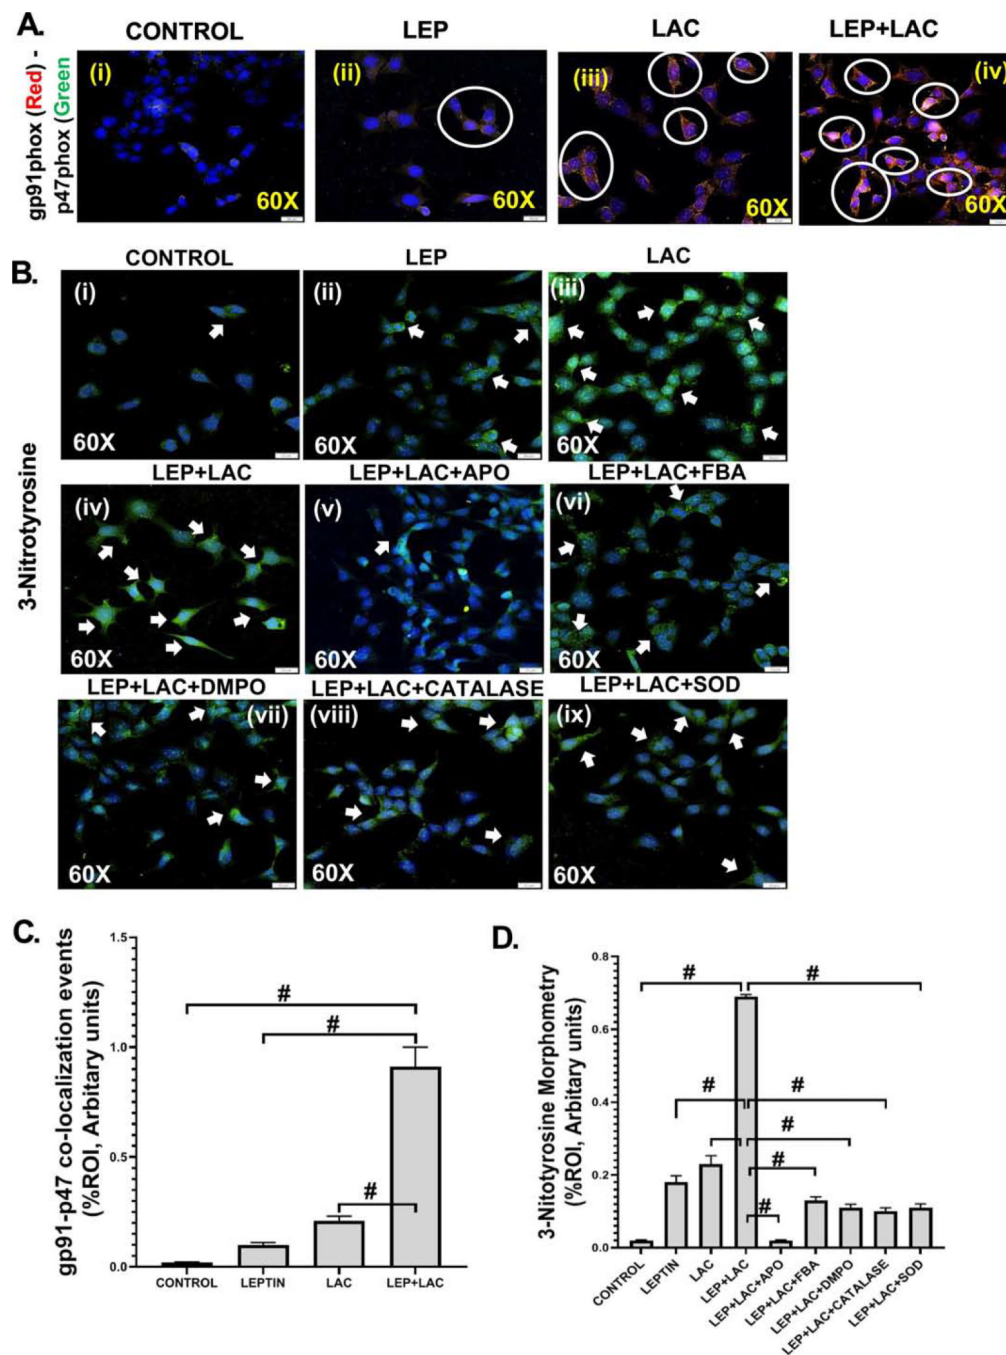 A.
CONTROL
LEP
LAC
LEP+LAC
gp91phox (Red) -
p47phox (Green
(i)
(ii)
(iii)
(iv)
60X
60X
60X
60X
B.
CONTROL
LEP
LAC
3-Nitrotyrosine
(i)
(ii)
(iii)
60X
60X
60X
LEP+LAC
LEP+LAC+APO
LEP+LAC+FBA
(iv)
(v)
(vi)
60X
60X
60X
LEP+LAC+DMPO
LEP+LAC+CATALASE
LEP+LAC+SOD
(vii)
(viii)
(ix)
60X
60X
60X
C.
gp91-p47 co-localization events
(%ROI, Arbitary units)
1.5
1.0
0.5
0.0
#
#
#
CONTROL
LEPTIN
LAC
LEP+LAC
D.
3-Nitotyrosine Morphometry
(%ROI, Arbitary units)
0.8
0.6
0.4
0.2
0.0
#
#
#
#
#
#
#
CONTROL
LEPTIN
LAC
LEP+LAC
LEP+LAC+APO
LEP+LAC+FBA
LEP+LAC+DMPO
LEP+LAC+CATALASE
LEP+LAC+SOD